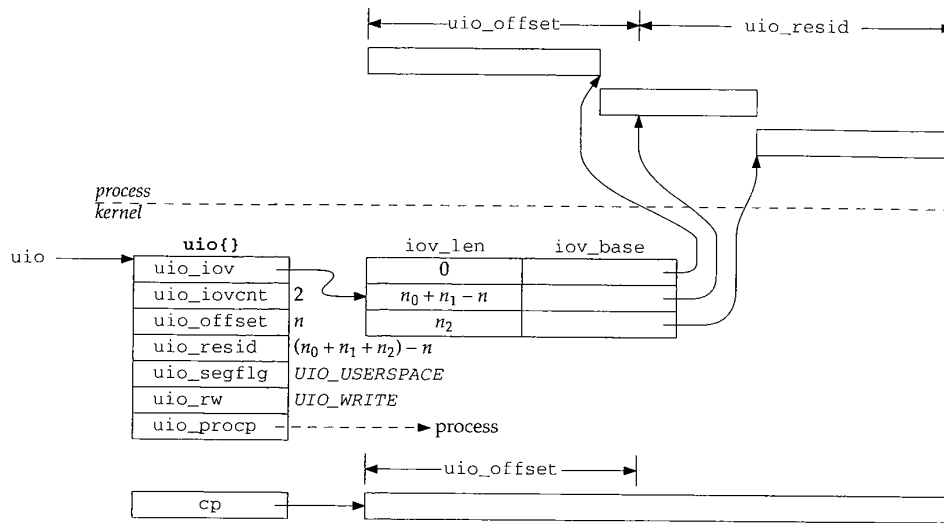 uio_offset uio_resid
process
kernel
uio{}
iov_len iov_base
uio
uio_iov 0
uio_iovcnt 2 n₀ + n₁ − n
uio_offset n n₂
uio_resid (n₀ + n₁ + n₂) − n
uio_segflg UIO_USERSPACE
uio_rw UIO_WRITE
uio_procp process
uio_offset
cp